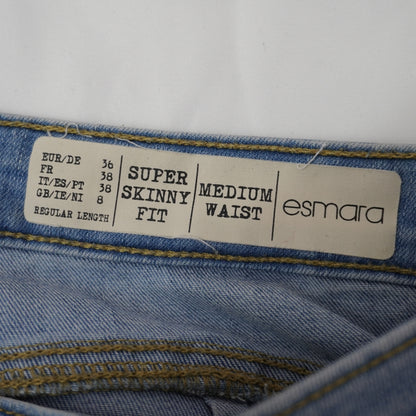 EUR/DE 36
FR 38
IT/ES/PT 38
GB/IE/NI 8
REGULAR LENGTH
SUPER
SKINNY
FIT
MEDIUM
WAIST
esmara